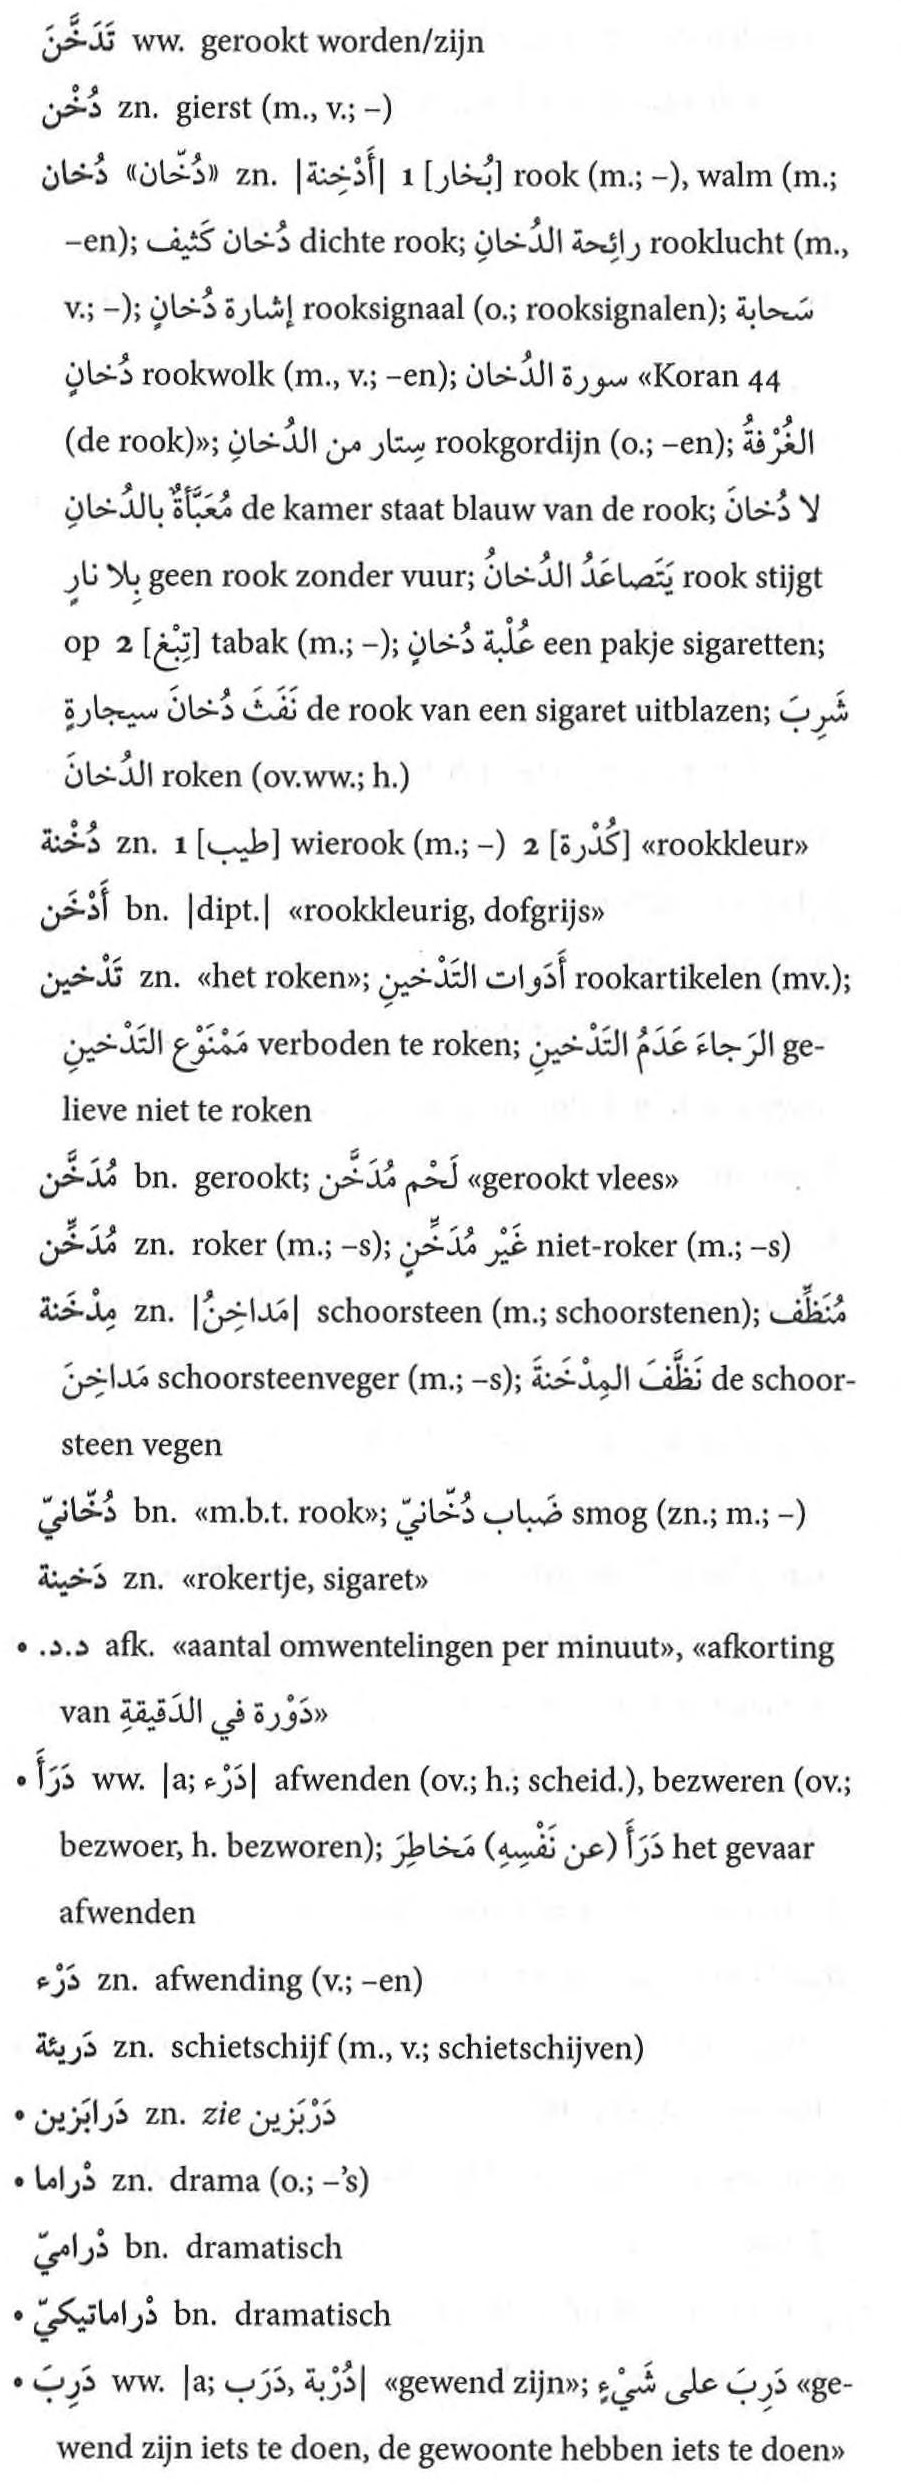 تَدَخَّنَ ww. gerookt worden/zijn
دُخْن zn. gierst (m., v.; –)
دُخان «دُخّان» zn. |أَدْخِنة| 1 [بُخار] rook (m.; –), walm (m.;
–en); دُخان كَثيف dichte rook; رائِحة الدُخانِ rooklucht (m.,
v.; –); إشارة دُخانٍ rooksignaal (o.; rooksignalen); سَحابة
دُخانٍ rookwolk (m., v.; –en); سورة الدُخان «Koran 44
(de rook)»; سِتار من الدُخانِ rookgordijn (o.; –en); الغُرْفةُ
مُعَبَّأةٌ بالدُخانِ de kamer staat blauw van de rook; لا دُخانَ
بِلا نارٍ geen rook zonder vuur; يَتَصاعَدُ الدُخانُ rook stijgt
op 2 [تِبْغ] tabak (m.; –); عُلْبة دُخانٍ een pakje sigaretten;
نَفَثَ دُخانَ سيجارةٍ de rook van een sigaret uitblazen; شَرِبَ
الدُخانَ roken (ov.ww.; h.)
دُخْنة zn. 1 [طيب] wierook (m.; –) 2 [كُدْرة] «rookkleur»
أَدْخَن bn. |dipt.| «rookkleurig, dofgrijs»
تَدْخين zn. «het roken»; أَدَوات التَدْخينِ rookartikelen (mv.);
مَمْنَوْع التَدْخينِ verboden te roken; الرَجاءَ عَدَمُ التَدْخينِ ge-
lieve niet te roken
مُدَخَّن bn. gerookt; لَحْم مُدَخَّن «gerookt vlees»
مُدَخِّن zn. roker (m.; –s); غَيْر مُدَخِّنٍ niet-roker (m.; –s)
مِدْخَنة zn. |مَداخِنُ| schoorsteen (m.; schoorstenen); مُنَظِّف
مَداخِنَ schoorsteenveger (m.; –s); نَظَّفَ المِدْخَنةَ de schoor-
steen vegen
دُخّانيّ bn. «m.b.t. rook»; ضَباب دُخّانيّ smog (zn.; m.; –)
دَخينة zn. «rokertje, sigaret»
• د.د. afk. «aantal omwentelingen per minuut», «afkorting
van دَوْرة في الدَقيقةِ»
• دَرَأَ ww. |a; دَرْء| afwenden (ov.; h.; scheid.), bezweren (ov.;
bezwoer, h. bezworen); دَرَأَ (عن نَفْسِهِ) مَخاطِرَ het gevaar
afwenden
دَرْء zn. afwending (v.; –en)
دَريئة zn. schietschijf (m., v.; schietschijven)
• دَرابَزين zn. zie دَرْبَزين
• دْراما zn. drama (o.; –’s)
دْراميّ bn. dramatisch
• دْراماتيكيّ bn. dramatisch
• دَرِبَ ww. |a; دُرْبة, دَرَب| «gewend zijn»; دَرِبَ على شَيْءٍ «ge-
wend zijn iets te doen, de gewoonte hebben iets te doen»